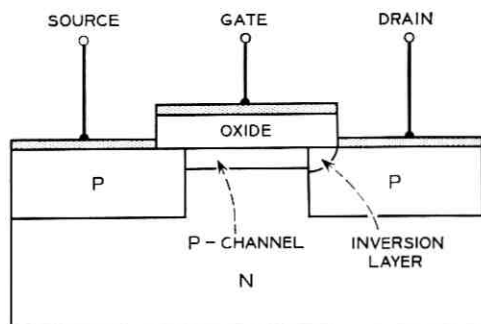 SOURCE
GATE
DRAIN
OXIDE
P
P
P-CHANNEL
INVERSION
LAYER
N